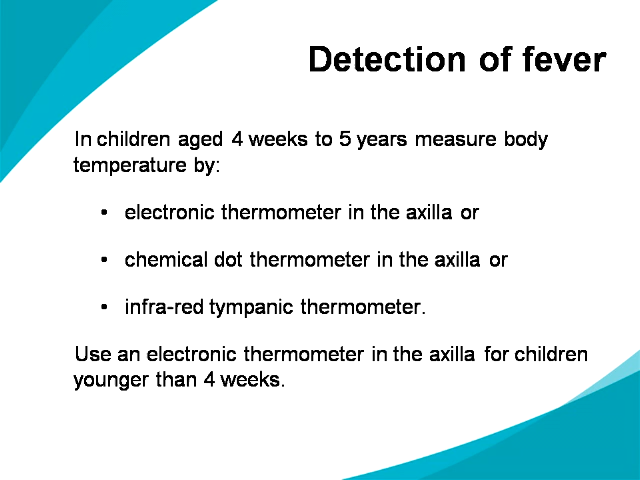 Detection of fever
In children aged 4 weeks to 5 years measure body
temperature by:
• electronic thermometer in the axilla or
• chemical dot thermometer in the axilla or
• infra-red tympanic thermometer.
Use an electronic thermometer in the axilla for children
younger than 4 weeks.